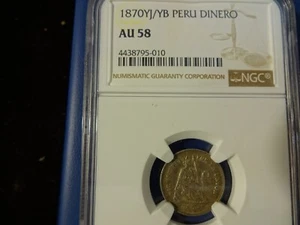 1870YJ/YB PERU DINERO
AU 58
4438795-010
NUMISMATIC GUARANTY CORPORATION
NGC